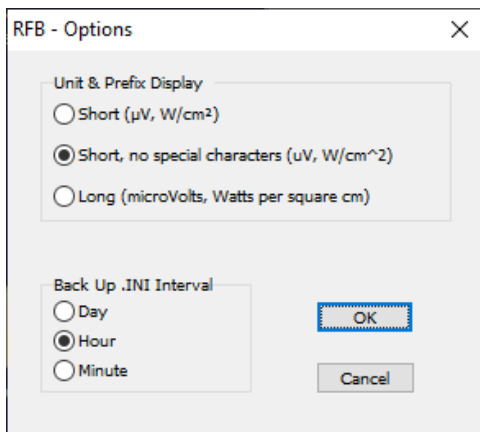 RFB - Options
Unit & Prefix Display
Short (µV, W/cm²)
Short, no special characters (uV, W/cm^2)
Long (microVolts, Watts per square cm)
Back Up .INI Interval
Day
Hour
Minute
OK
Cancel